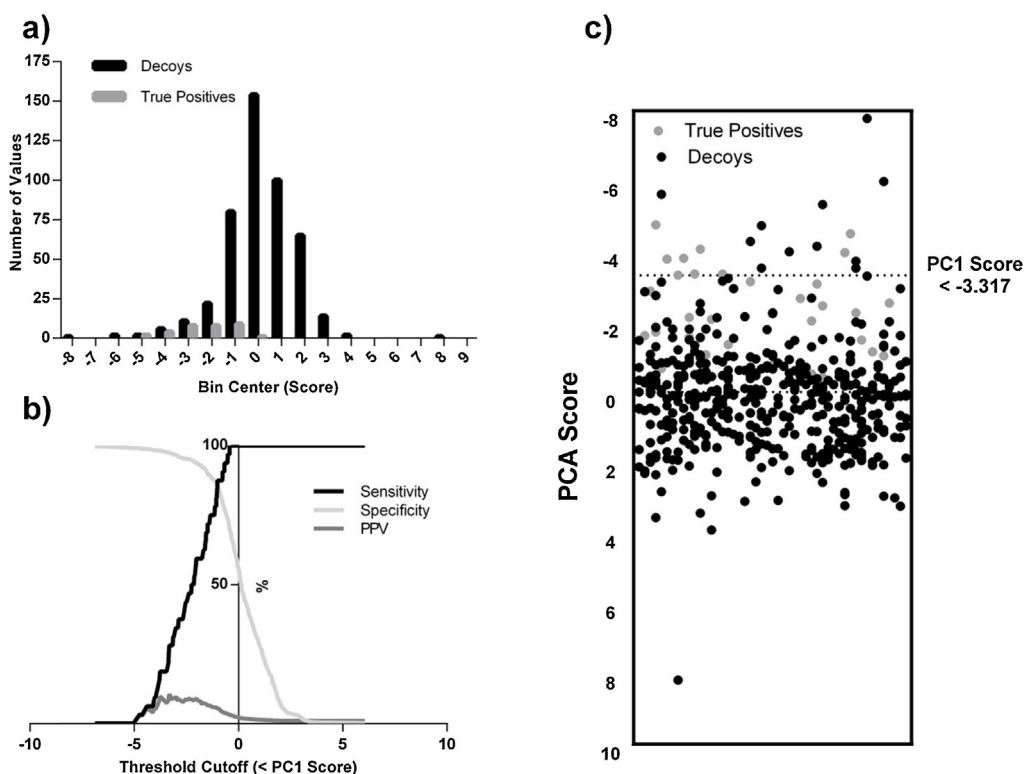 a)
175
150
125
100
75
50
25
0
Number of Values
Decoys
True Positives
-8 -7 -6 -5 -4 -3 -2 -1 0 1 2 3 4 5 6 7 8 9
Bin Center (Score)
b)
100
50
%
Sensitivity
Specificity
PPV
-10 -5 0 5 10
Threshold Cutoff (< PC1 Score)
c)
-8
-6
-4
-2
0
2
4
6
8
10
PCA Score
True Positives
Decoys
PC1 Score
< -3.317